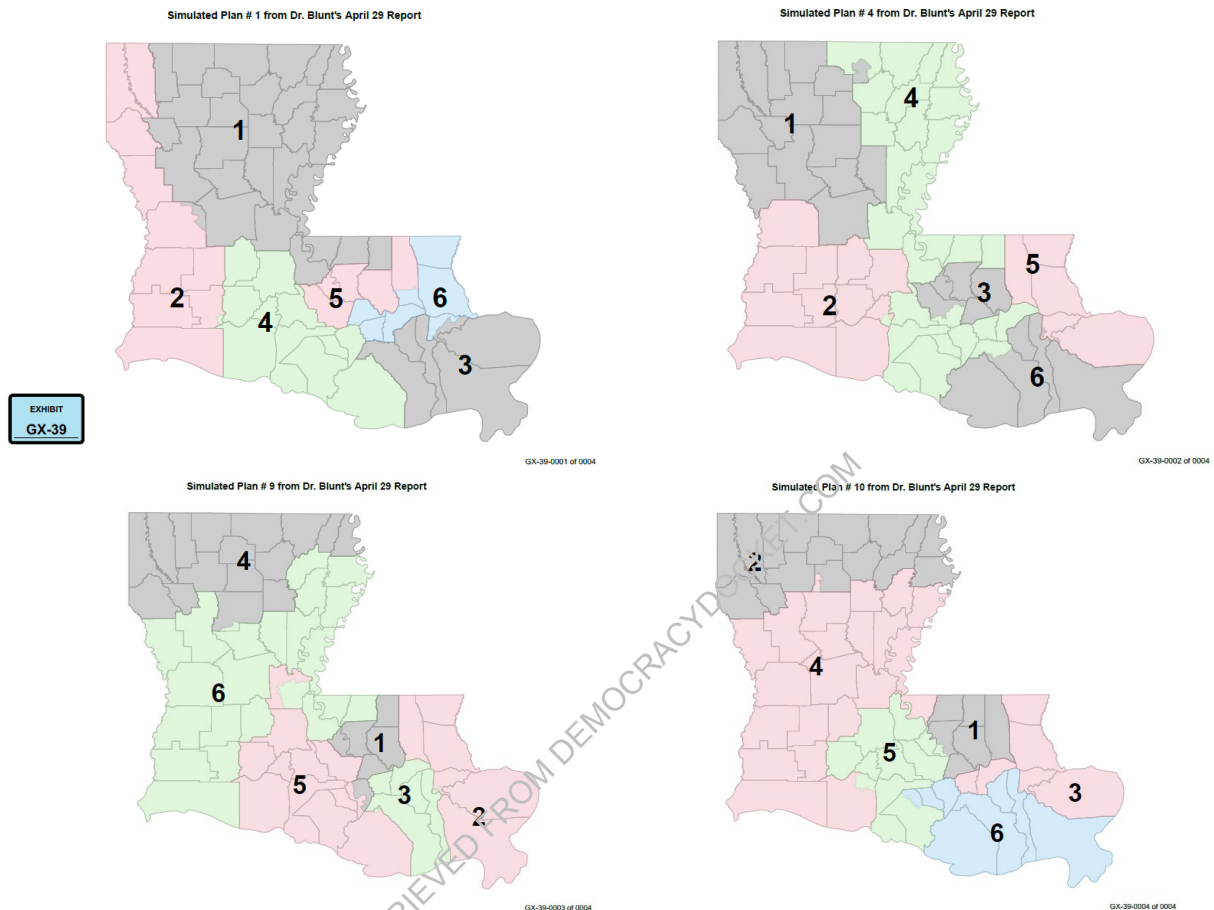 Simulated Plan # 1 from Dr. Blunt's April 29 Report
1
2
5
6
4
3
EXHIBIT
GX-39
GX-39-0001 of 0004
Simulated Plan # 4 from Dr. Blunt's April 29 Report
4
1
5
3
2
6
GX-39-0002 of 0004
Simulated Plan # 9 from Dr. Blunt's April 29 Report
4
6
1
5
3
2
GX-39-0003 of 0004
Simulated Plan # 10 from Dr. Blunt's April 29 Report
2
4
1
5
3
6
GX-39-0004 of 0004
FROM DEMOCRACYDOCKET.COM